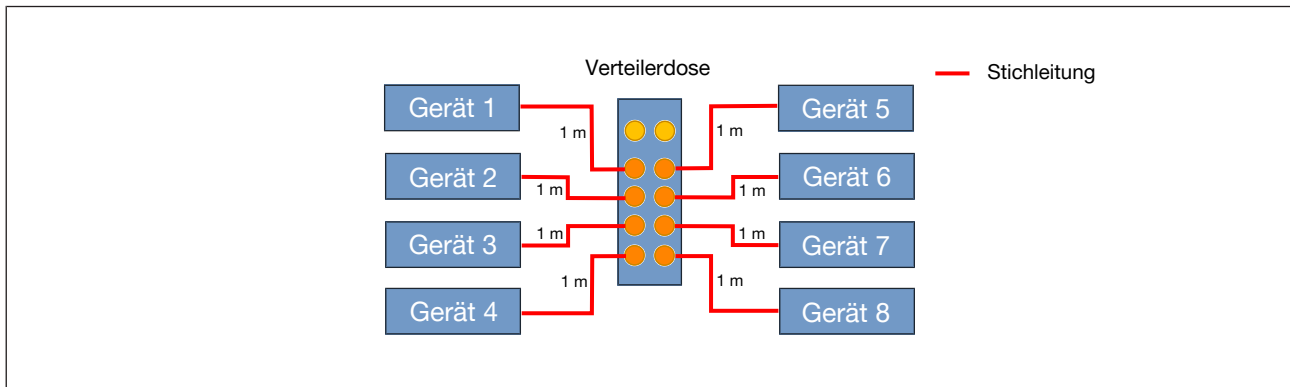 Verteilerdose
Stichleitung
Gerät 1
Gerät 5
1 m
1 m
Gerät 2
Gerät 6
1 m
1 m
Gerät 3
Gerät 7
1 m
1 m
Gerät 4
Gerät 8
1 m
1 m